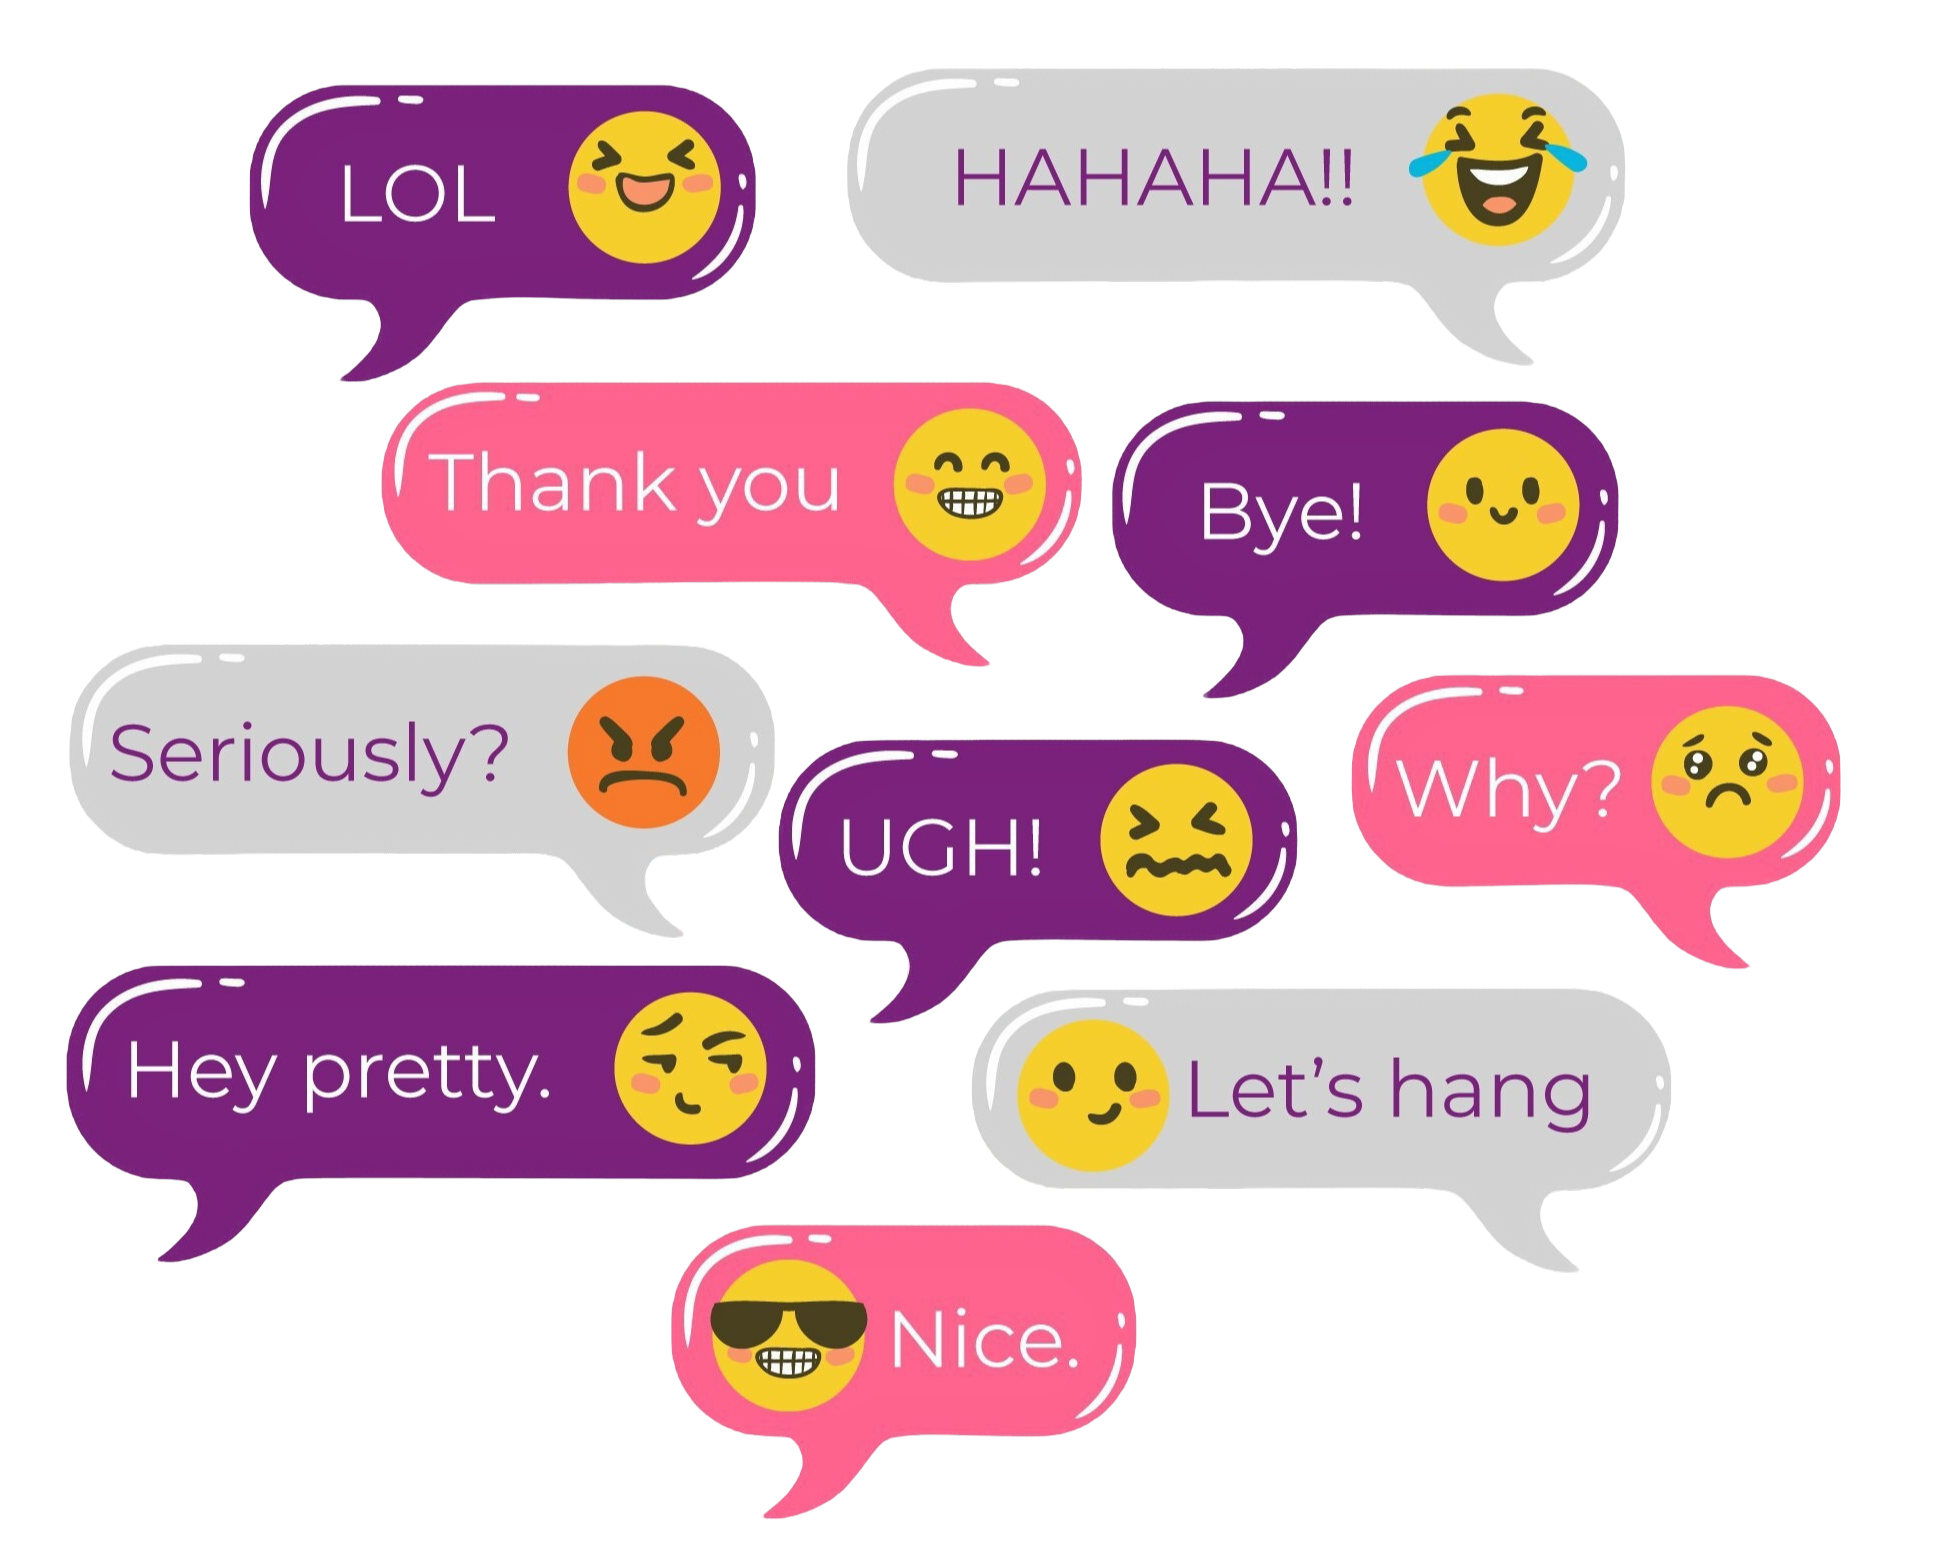 LOL
HAHAHA!!
Thank you
Bye!
Seriously?
UGH!
Why?
Hey pretty.
Let’s hang
Nice.